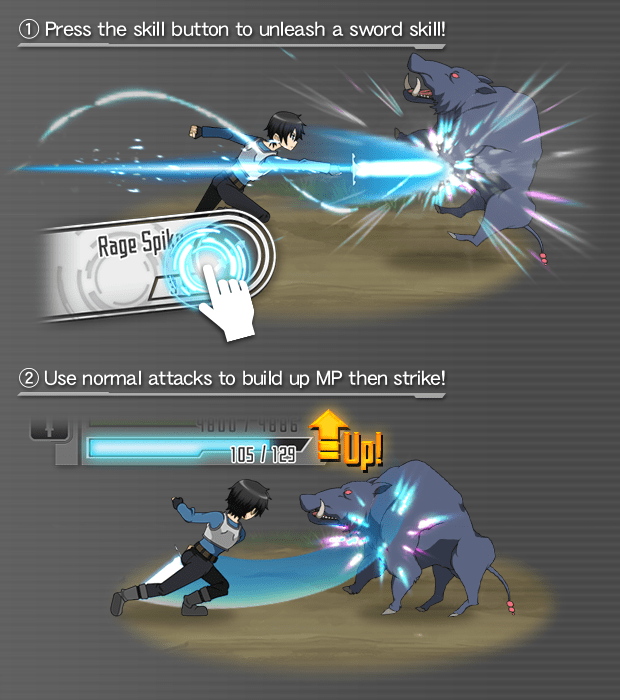 ① Press the skill button to unleash a sword skill!
Rage Spike
② Use normal attacks to build up MP then strike!
105 / 129
Up!